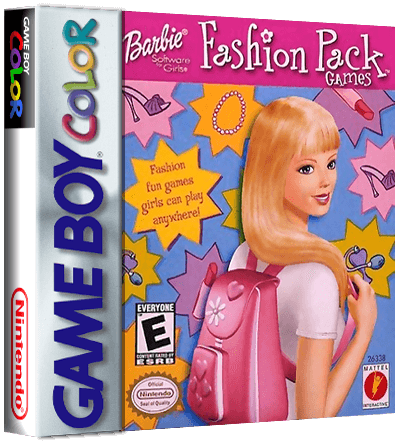 GAME BOY
COLOR
Nintendo
GAME BOY COLOR
Barbie
Software
for Girls
Fashion Pack
GAMES
Fashion
fun games
girls can play
anywhere!
EVERYONE
E
CONTENT RATED BY
ESRB
Official
Nintendo
Seal of Quality
26338
MATTEL
INTERACTIVE